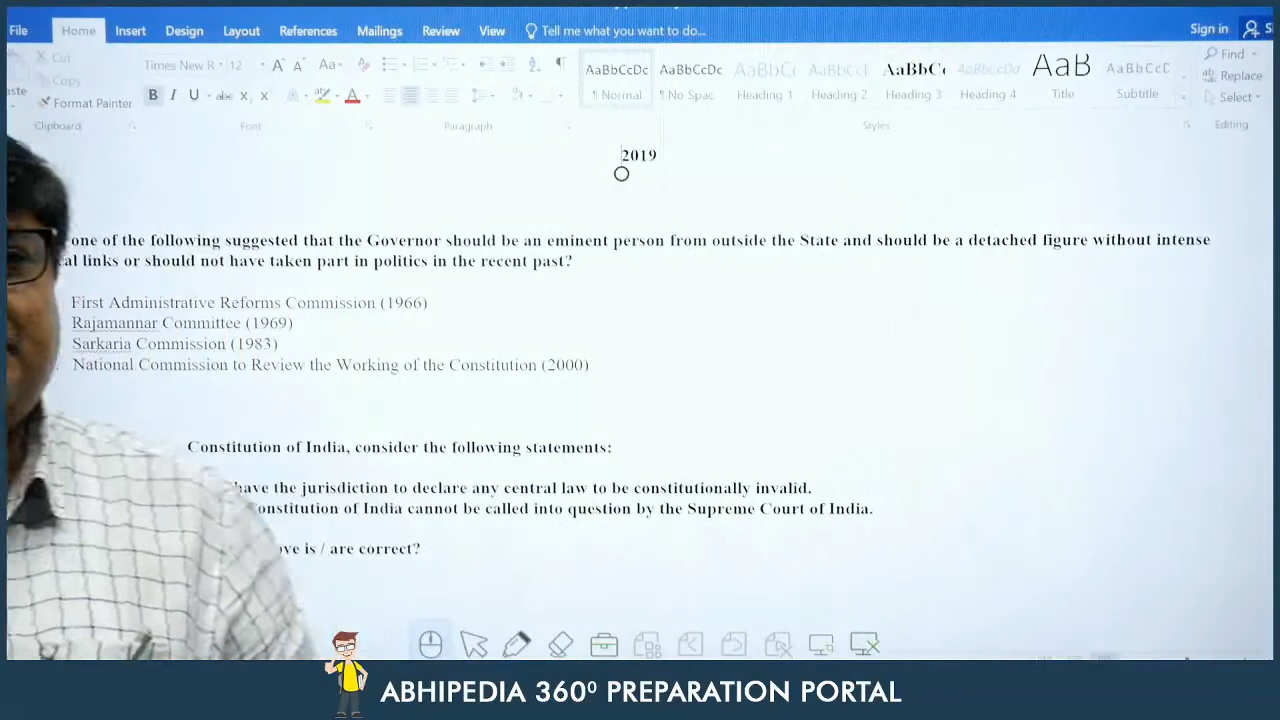 File Home Insert Design Layout References Mailings Review View Tell me what you want to do... Sign in
Cut
Copy
Format Painter
Clipboard
Times New R 12
Font
Paragraph
AaBbCcDc AaBbCcDc AaBbC AaBbCcL AaBbC AaBbCcDd AaB AaBbCcD
¶ Normal ¶ No Spac... Heading 1 Heading 2 Heading 3 Heading 4 Title Subtitle
Styles
Find
Replace
Select
Editing
2019
one of the following suggested that the Governor should be an eminent person from outside the State and should be a detached figure without intense
al links or should not have taken part in politics in the recent past?
First Administrative Reforms Commission (1966)
Rajamannar Committee (1969)
Sarkaria Commission (1983)
National Commission to Review the Working of the Constitution (2000)
Constitution of India, consider the following statements:
have the jurisdiction to declare any central law to be constitutionally invalid.
Constitution of India cannot be called into question by the Supreme Court of India.
ove is / are correct?
ABHIPEDIA 360⁰ PREPARATION PORTAL